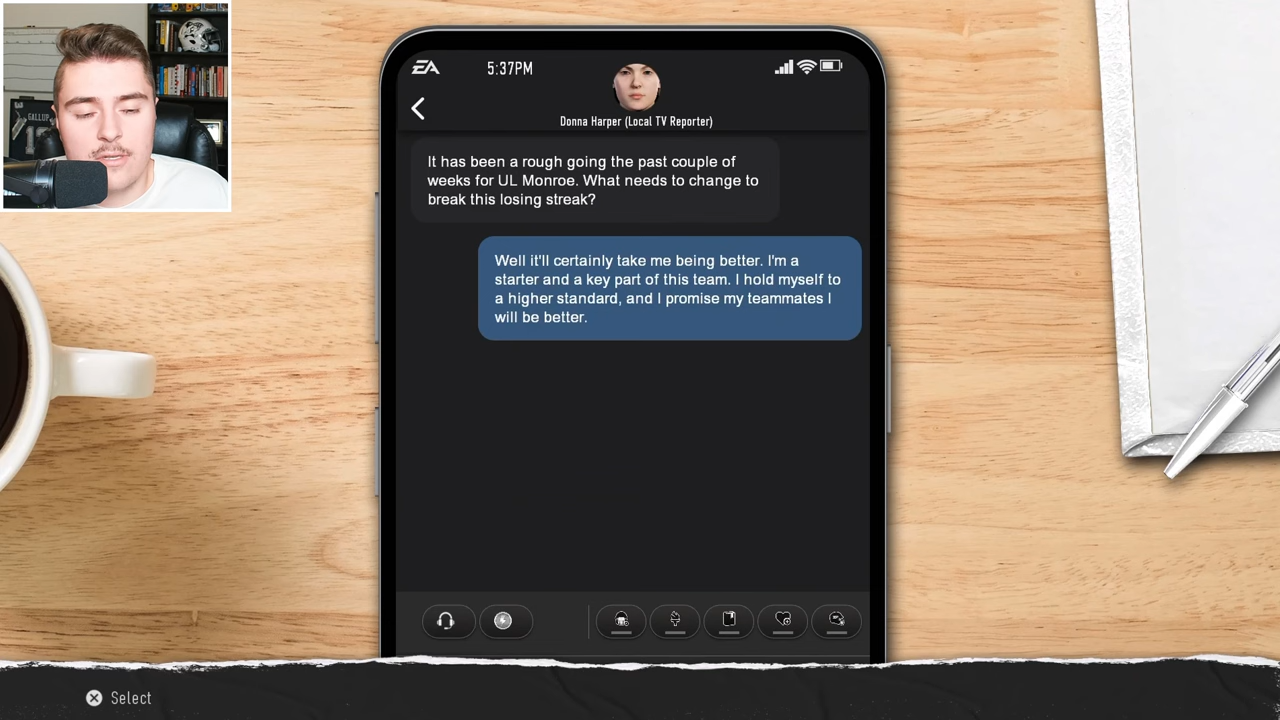 GALLUP
EA
5:37PM
Donna Harper (Local TV Reporter)
It has been a rough going the past couple of
weeks for UL Monroe. What needs to change to
break this losing streak?
Well it'll certainly take me being better. I'm a
starter and a key part of this team. I hold myself to
a higher standard, and I promise my teammates I
will be better.
Select